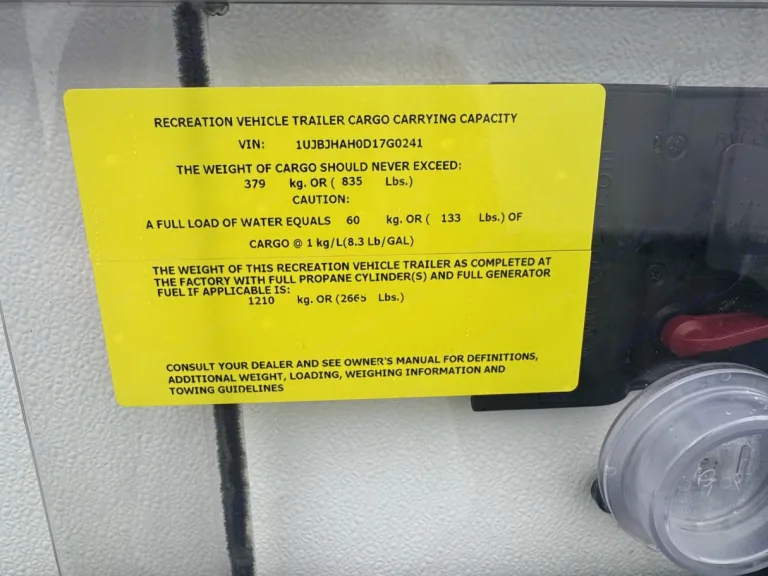 RECREATION VEHICLE TRAILER CARGO CARRYING CAPACITY
VIN: 1UJBJHAH0D17G0241
THE WEIGHT OF CARGO SHOULD NEVER EXCEED:
379 kg. OR ( 835 Lbs.)
CAUTION:
A FULL LOAD OF WATER EQUALS 60 kg. OR ( 133 Lbs.) OF
CARGO @ 1 kg/L(8.3 Lb/GAL)
THE WEIGHT OF THIS RECREATION VEHICLE TRAILER AS COMPLETED AT
THE FACTORY WITH FULL PROPANE CYLINDER(S) AND FULL GENERATOR
FUEL IF APPLICABLE IS:
1210 kg. OR (2665 Lbs.)
CONSULT YOUR DEALER AND SEE OWNER'S MANUAL FOR DEFINITIONS,
ADDITIONAL WEIGHT, LOADING, WEIGHING INFORMATION AND
TOWING GUIDELINES